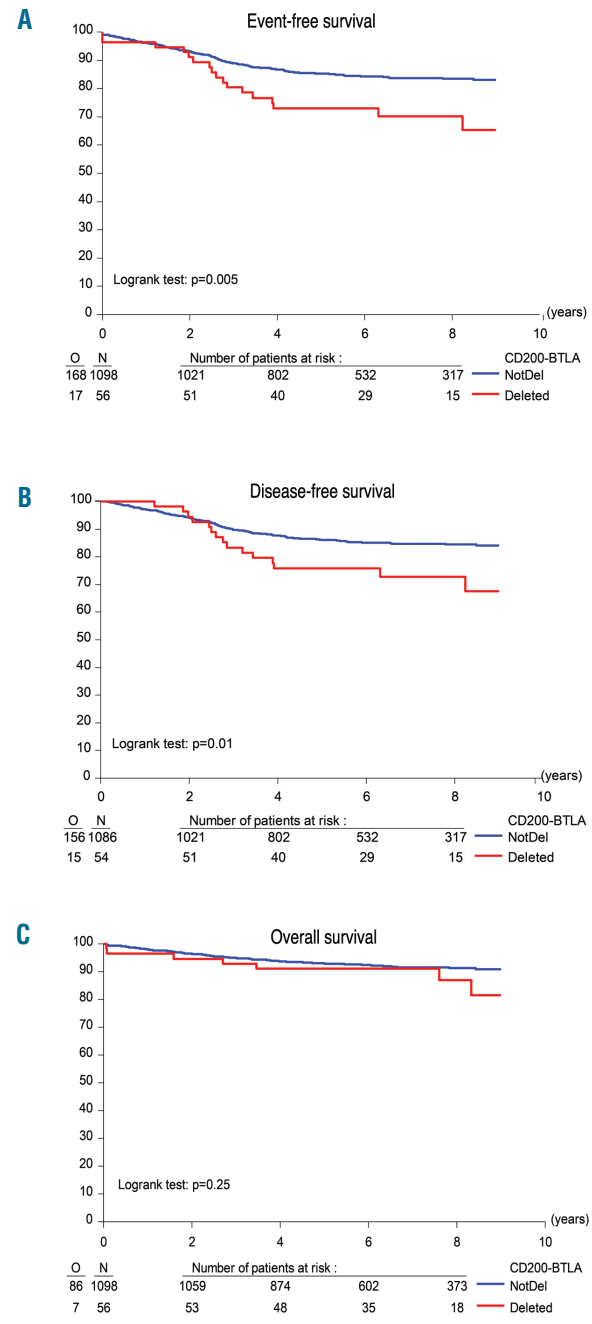 A
Event-free survival
100
90
80
70
60
50
40
30
20
10
0
Logrank test: p=0.005
0 2 4 6 8 10 (years)
O N Number of patients at risk : CD200-BTLA
168 1098 1021 802 532 317 NotDel
17 56 51 40 29 15 Deleted
B
Disease-free survival
100
90
80
70
60
50
40
30
20
10
0
Logrank test: p=0.01
0 2 4 6 8 10 (years)
O N Number of patients at risk : CD200-BTLA
156 1086 1021 802 532 317 NotDel
15 54 51 40 29 15 Deleted
C
Overall survival
100
90
80
70
60
50
40
30
20
10
0
Logrank test: p=0.25
0 2 4 6 8 10 (years)
O N Number of patients at risk : CD200-BTLA
86 1098 1059 874 602 373 NotDel
7 56 53 48 35 18 Deleted